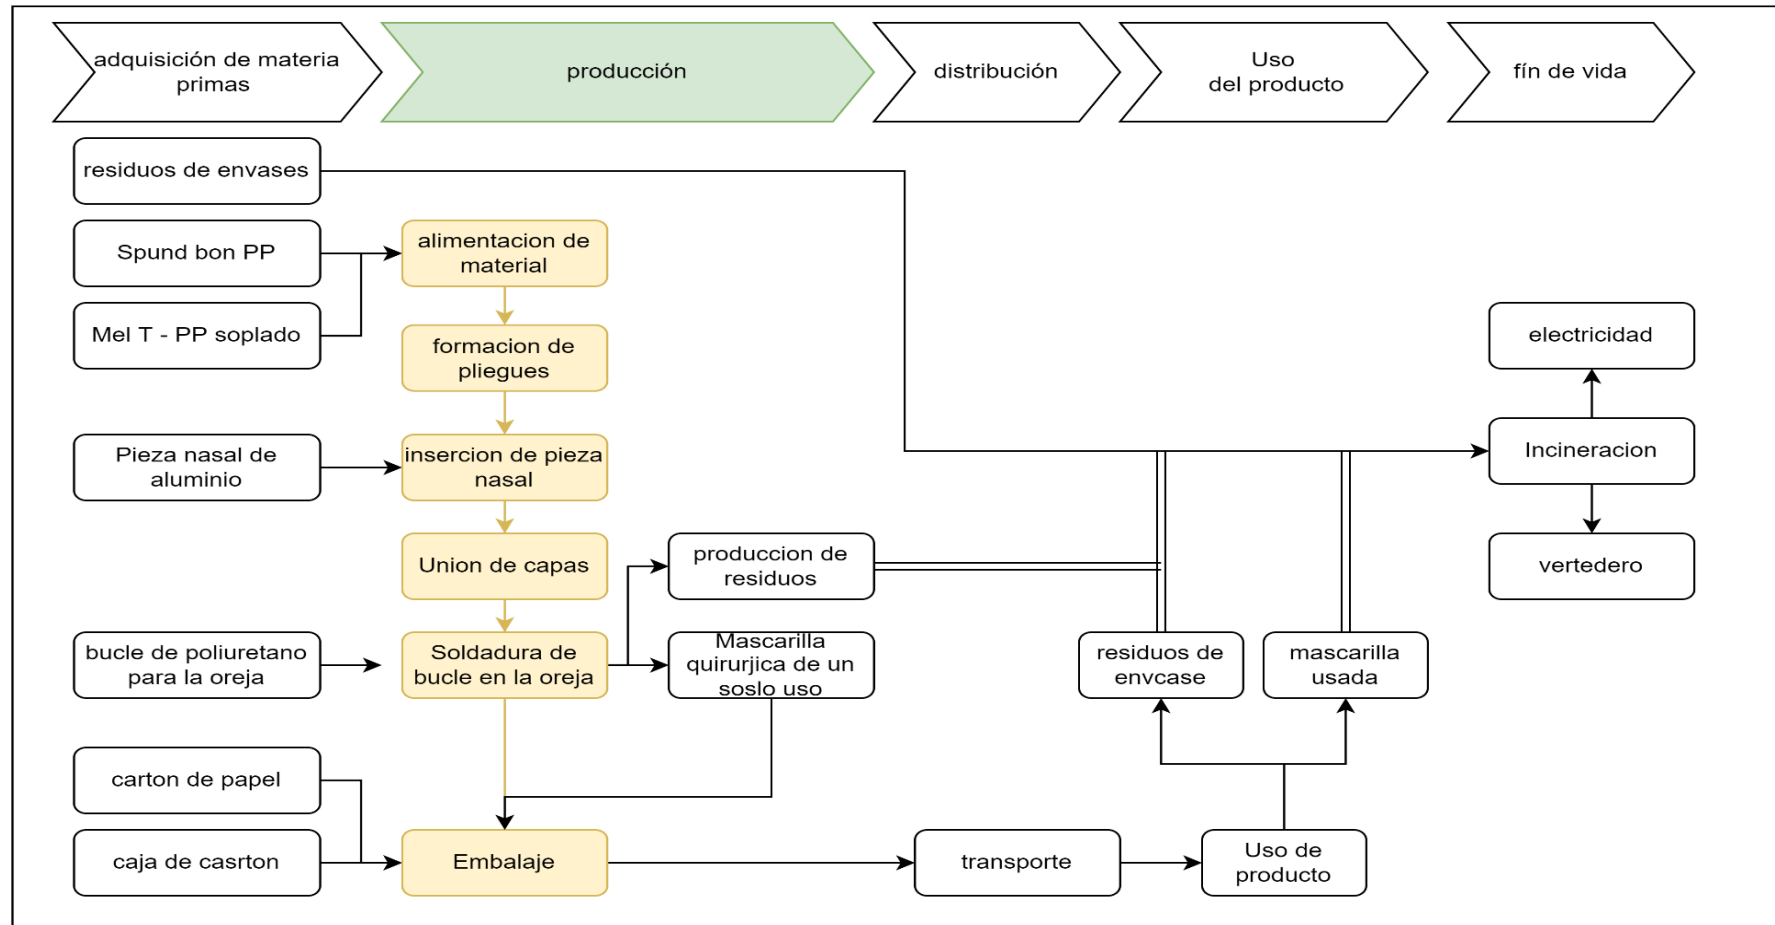 adquisición de materia
primas
producción
distribución
Uso
del producto
fín de vida
residuos de envases
Spund bon PP
alimentacion de
material
Mel T - PP soplado
formacion de
pliegues
electricidad
Pieza nasal de
aluminio
insercion de pieza
nasal
Incineracion
Union de capas
produccion de
residuos
vertedero
bucle de poliuretano
para la oreja
Soldadura de
bucle en la oreja
Mascarilla
quirurjica de un
soslo uso
residuos de
envcase
mascarilla
usada
carton de papel
caja de casrton
Embalaje
transporte
Uso de
producto